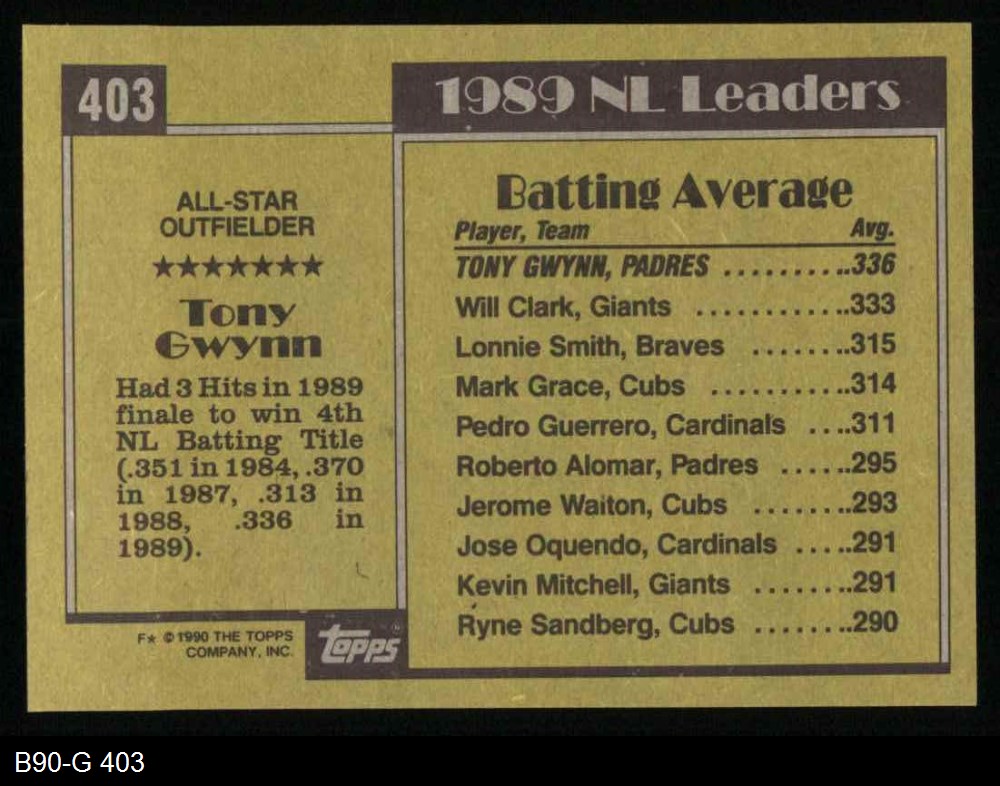 403
ALL-STAR
OUTFIELDER
★★★★★★★
Tony
Gwynn
Had 3 Hits in 1989
finale to win 4th
NL Batting Title
(.351 in 1984, .370
in 1987, .313 in
1988, .336 in
1989).
F★ © 1990 THE TOPPS
COMPANY, INC.
topps
1989 NL Leaders
Batting Average
Player, Team Avg.
TONY GWYNN, PADRES ..........336
Will Clark, Giants ............333
Lonnie Smith, Braves ........315
Mark Grace, Cubs ...........314
Pedro Guerrero, Cardinals ....311
Roberto Alomar, Padres ......295
Jerome Walton, Cubs ........293
Jose Oquendo, Cardinals .....291
Kevin Mitchell, Giants ........291
Ryne Sandberg, Cubs ........290
B90-G 403